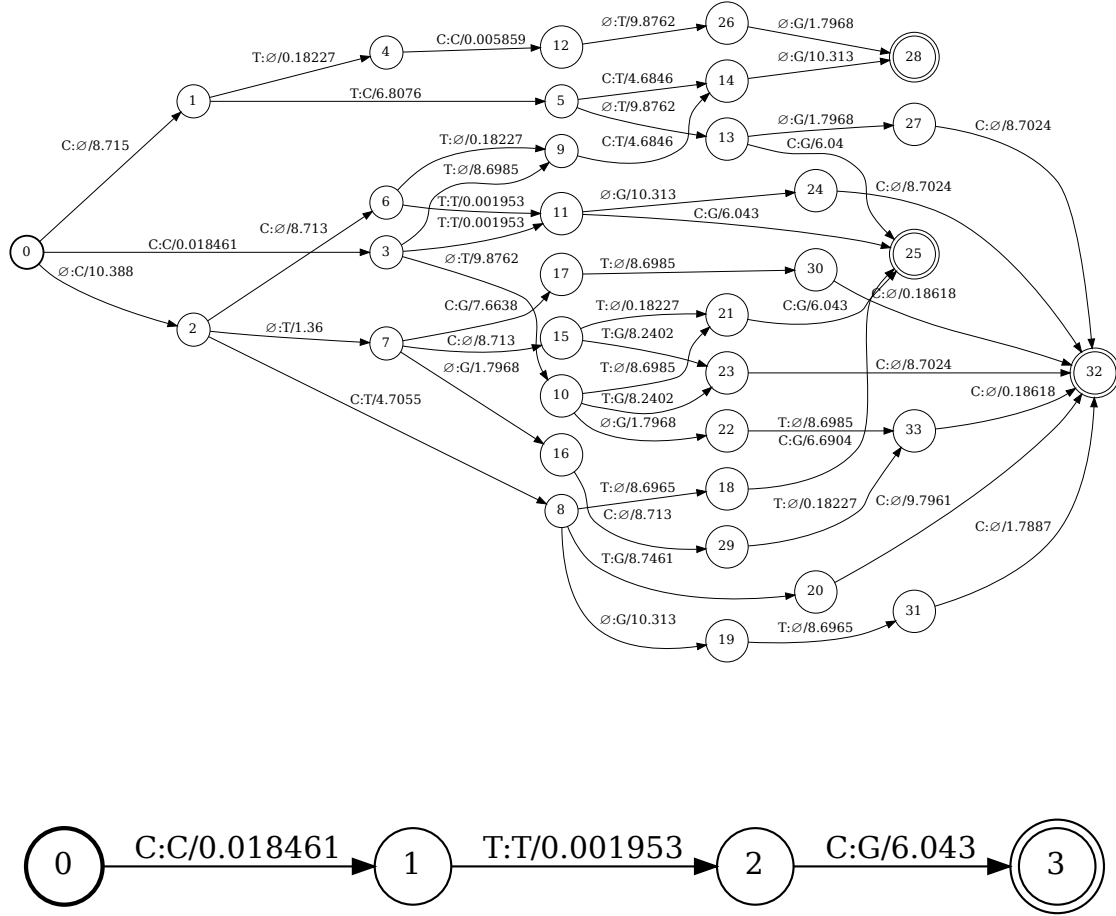 26
∅:T/9.8762
∅:G/1.7968
C:C/0.005859
12
4
T:∅/0.18227
28
∅:G/10.313
14
C:T/4.6846
1
T:C/6.8076
5
∅:T/9.8762
27
∅:G/1.7968
C:∅/8.7024
13
C:∅/8.715
T:∅/0.18227
9
C:T/4.6846
C:G/6.04
T:∅/8.6985
24
∅:G/10.313
C:∅/8.7024
6
T:T/0.001953
11
C:G/6.043
T:T/0.001953
C:∅/8.713
0
C:C/0.018461
3
25
∅:T/9.8762
∅:C/10.388
17
T:∅/8.6985
30
C:∅/0.18618
C:G/7.6638
T:∅/0.18227
C:G/6.043
21
2
∅:T/1.36
7
C:∅/8.713
15
T:G/8.2402
∅:G/1.7968
T:∅/8.6985
23
C:∅/8.7024
32
10
T:G/8.2402
C:∅/0.18618
C:T/4.7055
∅:G/1.7968
22
T:∅/8.6985
33
C:G/6.6904
16
T:∅/8.6965
18
8
C:∅/8.713
T:∅/0.18227
C:∅/9.7961
29
C:∅/1.7887
T:G/8.7461
20
31
∅:G/10.313
19
T:∅/8.6965
0 C:C/0.018461 1 T:T/0.001953 2 C:G/6.043 3